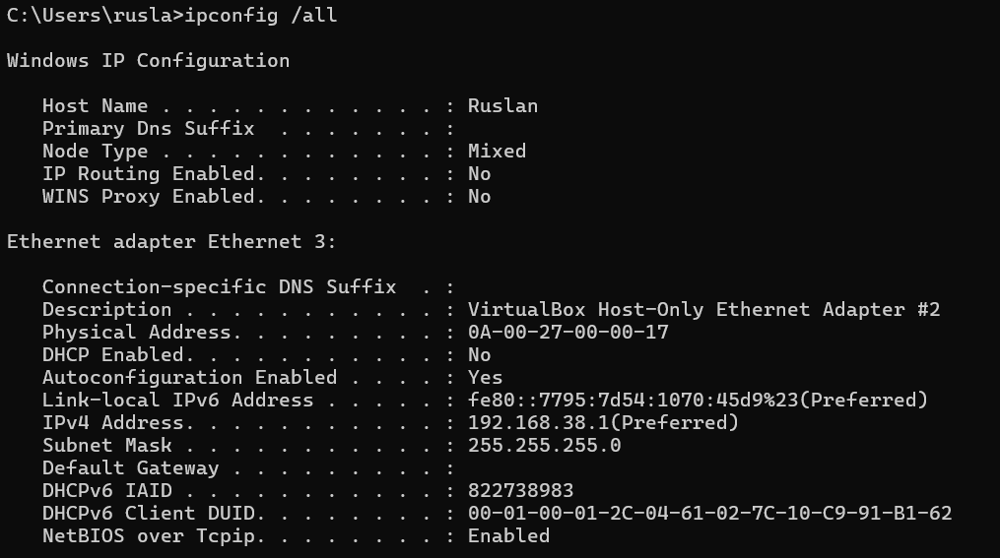 C:\Users\rusla>ipconfig /all
Windows IP Configuration
Host Name . . . . . . . . . . . . : Ruslan
Primary Dns Suffix  . . . . . . . :
Node Type . . . . . . . . . . . . : Mixed
IP Routing Enabled. . . . . . . . : No
WINS Proxy Enabled. . . . . . . . : No
Ethernet adapter Ethernet 3:
Connection-specific DNS Suffix  . :
Description . . . . . . . . . . . : VirtualBox Host-Only Ethernet Adapter #2
Physical Address. . . . . . . . . : 0A-00-27-00-00-17
DHCP Enabled. . . . . . . . . . . : No
Autoconfiguration Enabled . . . . : Yes
Link-local IPv6 Address . . . . . : fe80::7795:7d54:1070:45d9%23(Preferred)
IPv4 Address. . . . . . . . . . . : 192.168.38.1(Preferred)
Subnet Mask . . . . . . . . . . . : 255.255.255.0
Default Gateway . . . . . . . . . :
DHCPv6 IAID . . . . . . . . . . . : 822738983
DHCPv6 Client DUID. . . . . . . . : 00-01-00-01-2C-04-61-02-7C-10-C9-91-B1-62
NetBIOS over Tcpip. . . . . . . . : Enabled